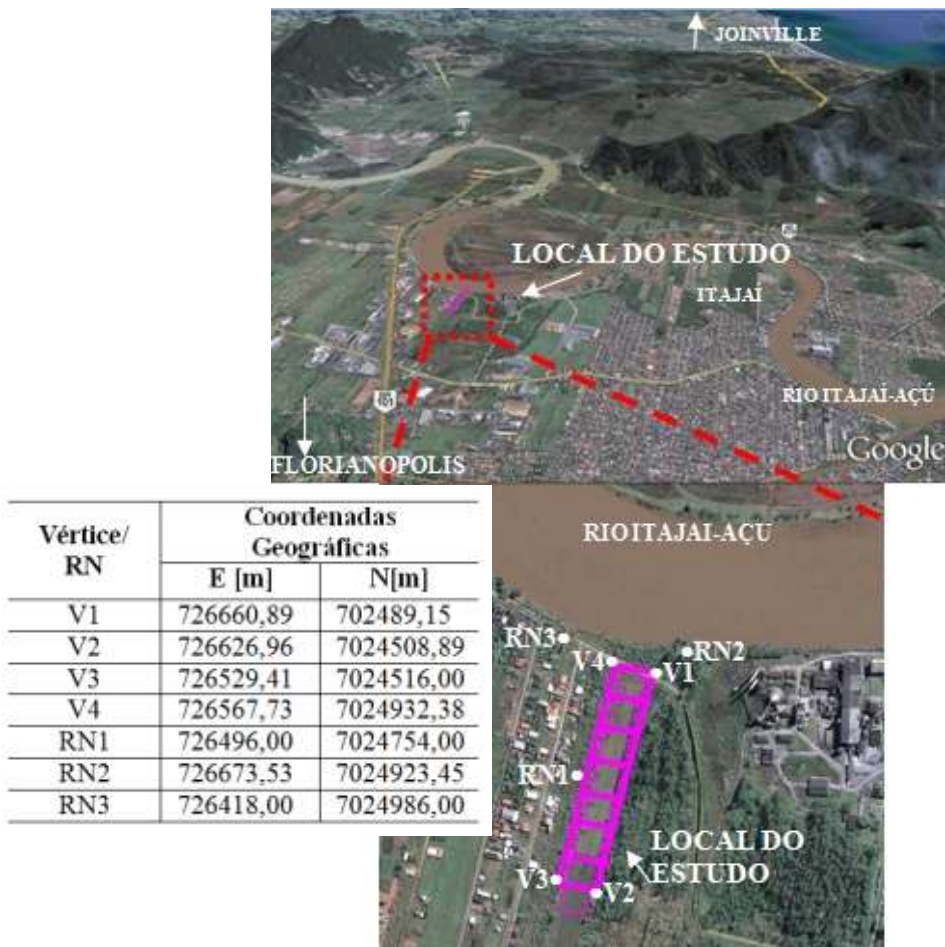 JOINVILLE
LOCAL DO ESTUDO
ITAJAÍ
RIO ITAJAÍ-AÇÚ
101
Google
FLORIANOPOLIS
Vértice/ RN
Coordenadas Geográficas
E [m] N[m]
V1 726660,89 702489,15
V2 726626,96 7024508,89
V3 726529,41 7024516,00
V4 726567,73 7024932,38
RN1 726496,00 7024754,00
RN2 726673,53 7024923,45
RN3 726418,00 7024986,00
RIO ITAJAI-AÇU
RN3
RN2
V4
V1
RN1
LOCAL DO
ESTUDO
V3
V2